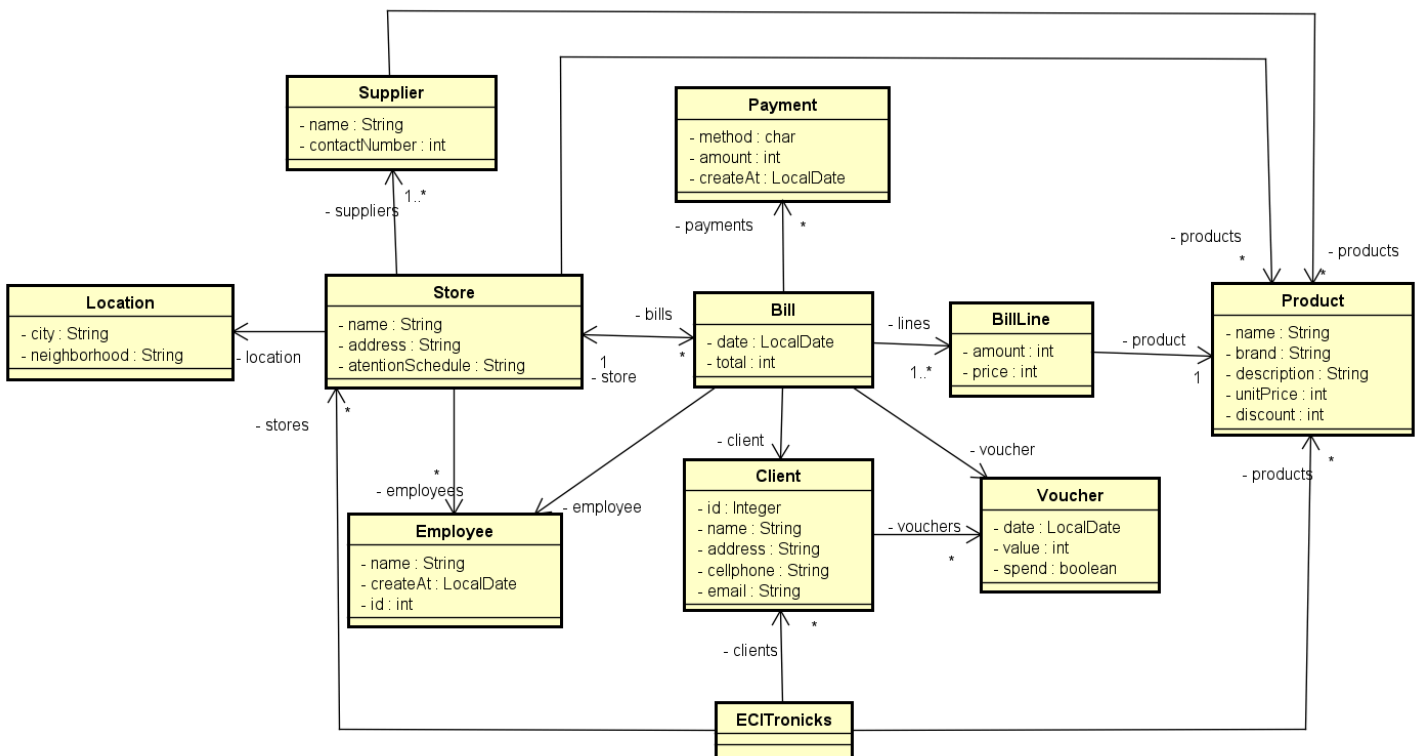 Supplier
- name : String
- contactNumber : int
1..*
- suppliers
Payment
- method : char
- amount : int
- createAt : LocalDate
- payments
*
- products
*
- products
*
Location
- city : String
- neighborhood : String
- location
Store
- name : String
- address : String
- atentionSchedule : String
- bills
*
1
- store
Bill
- date : LocalDate
- total : int
- lines
1..*
BillLine
- amount : int
- price : int
- product
1
Product
- name : String
- brand : String
- description : String
- unitPrice : int
- discount : int
- stores
*
*
- employees
- employee
- client
- voucher
- products
*
Employee
- name : String
- createAt : LocalDate
- id : int
Client
- id : Integer
- name : String
- address : String
- cellphone : String
- email : String
- vouchers
*
Voucher
- date : LocalDate
- value : int
- spend : boolean
*
- clients
ECITronicks